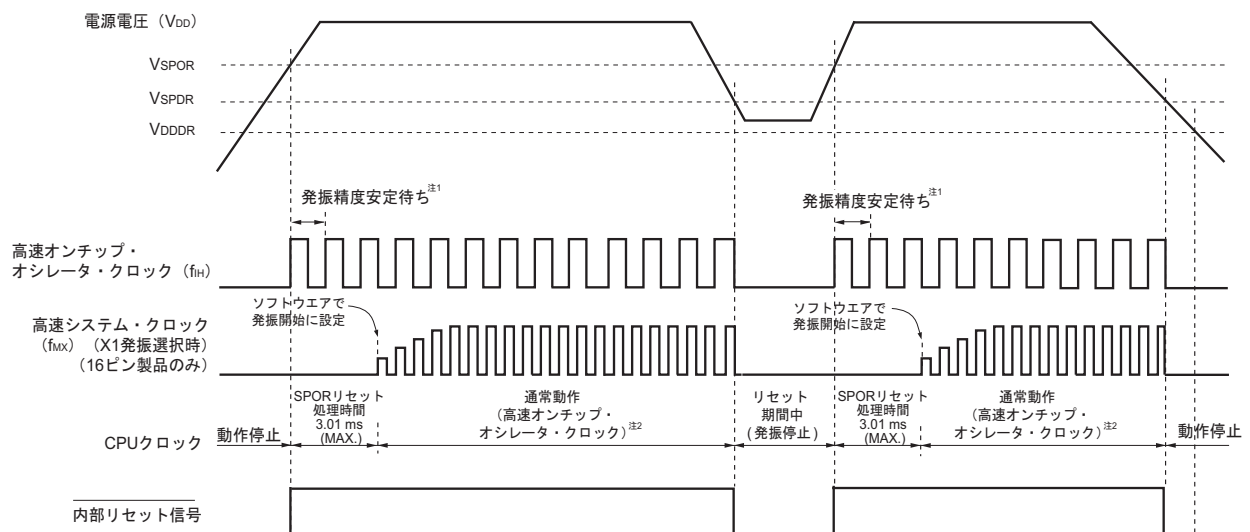 電源電圧（VDD）
VSPOR
VSPDR
VDDDR
発振精度安定待ち注1
発振精度安定待ち注1
高速オンチップ・
オシレータ・クロック（fIH）
ソフトウエアで
発振開始に設定
ソフトウエアで
発振開始に設定
高速システム・クロック
（fMX）（X1発振選択時）
（16ピン製品のみ）
CPUクロック
動作停止
SPORリセット
処理時間
3.01 ms
(MAX.)
通常動作
（高速オンチップ・
オシレータ・クロック）注2
リセット
期間中
（発振停止）
SPORリセット
処理時間
3.01 ms
(MAX.)
通常動作
（高速オンチップ・
オシレータ・クロック）注2
動作停止
内部リセット信号